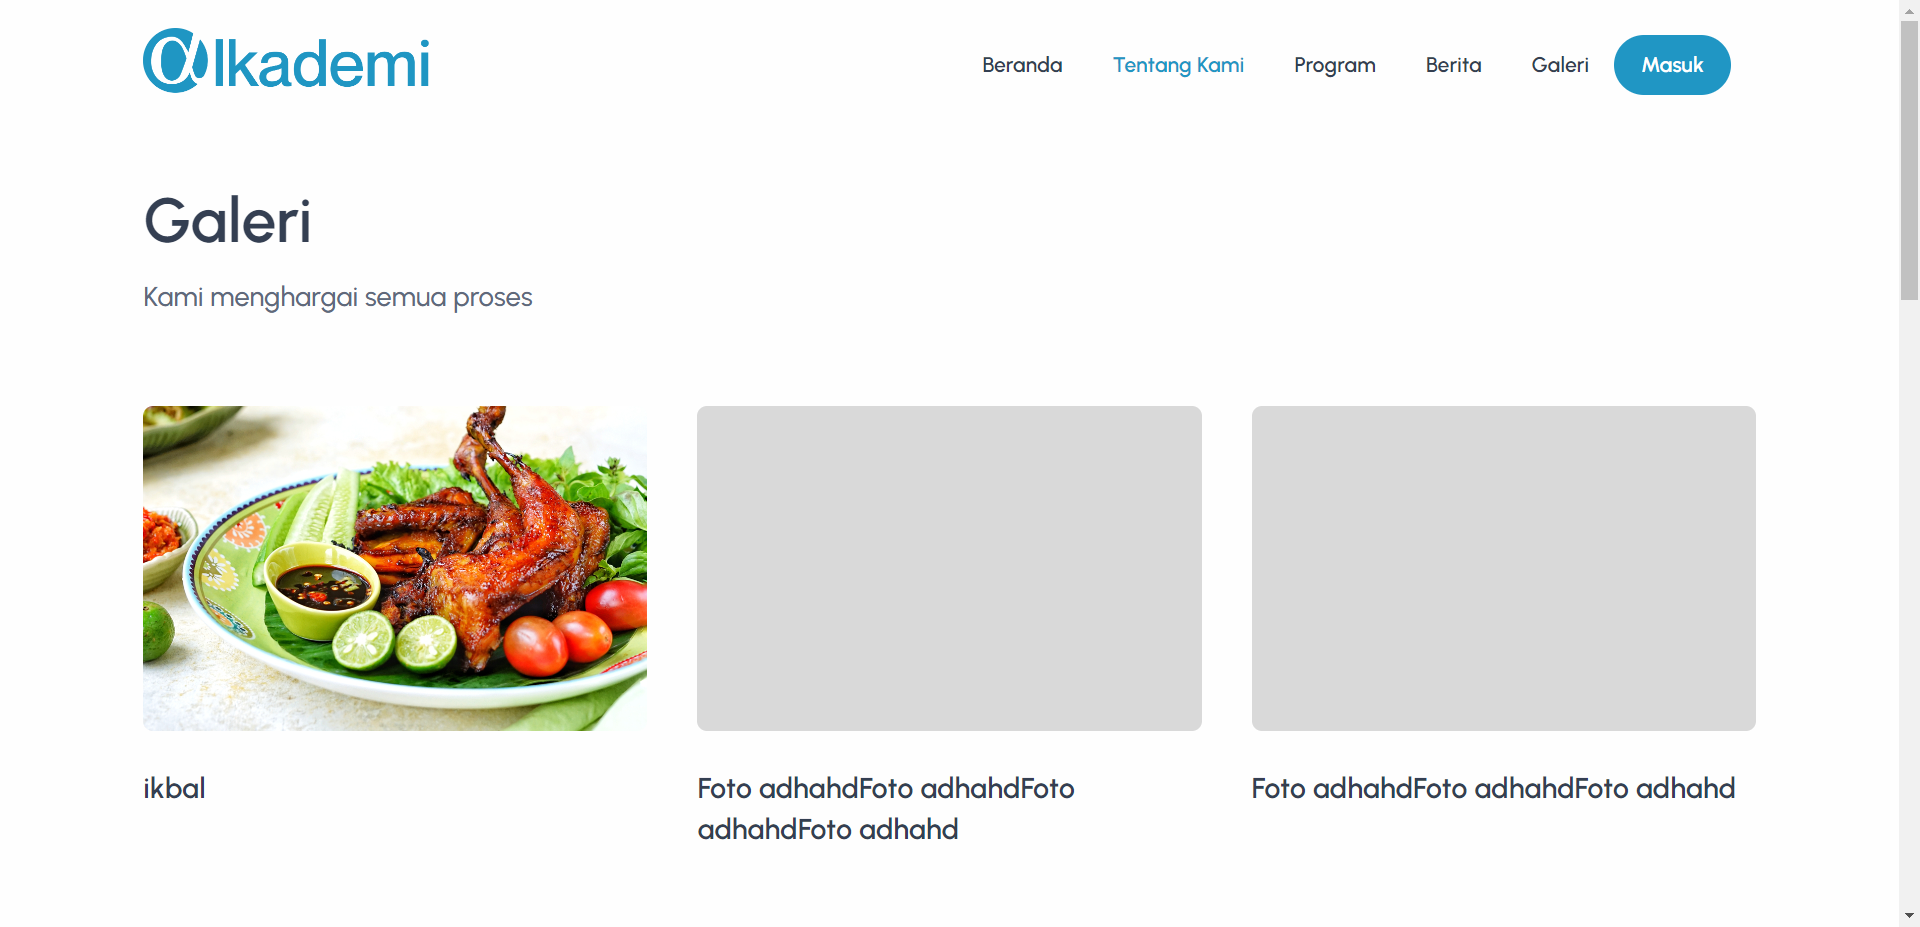 alkademi
Beranda Tentang Kami Program Berita Galeri Masuk
Galeri
Kami menghargai semua proses
ikbal
Foto adhahdFoto adhahdFoto
adhahdFoto adhahd
Foto adhahdFoto adhahdFoto adhahd